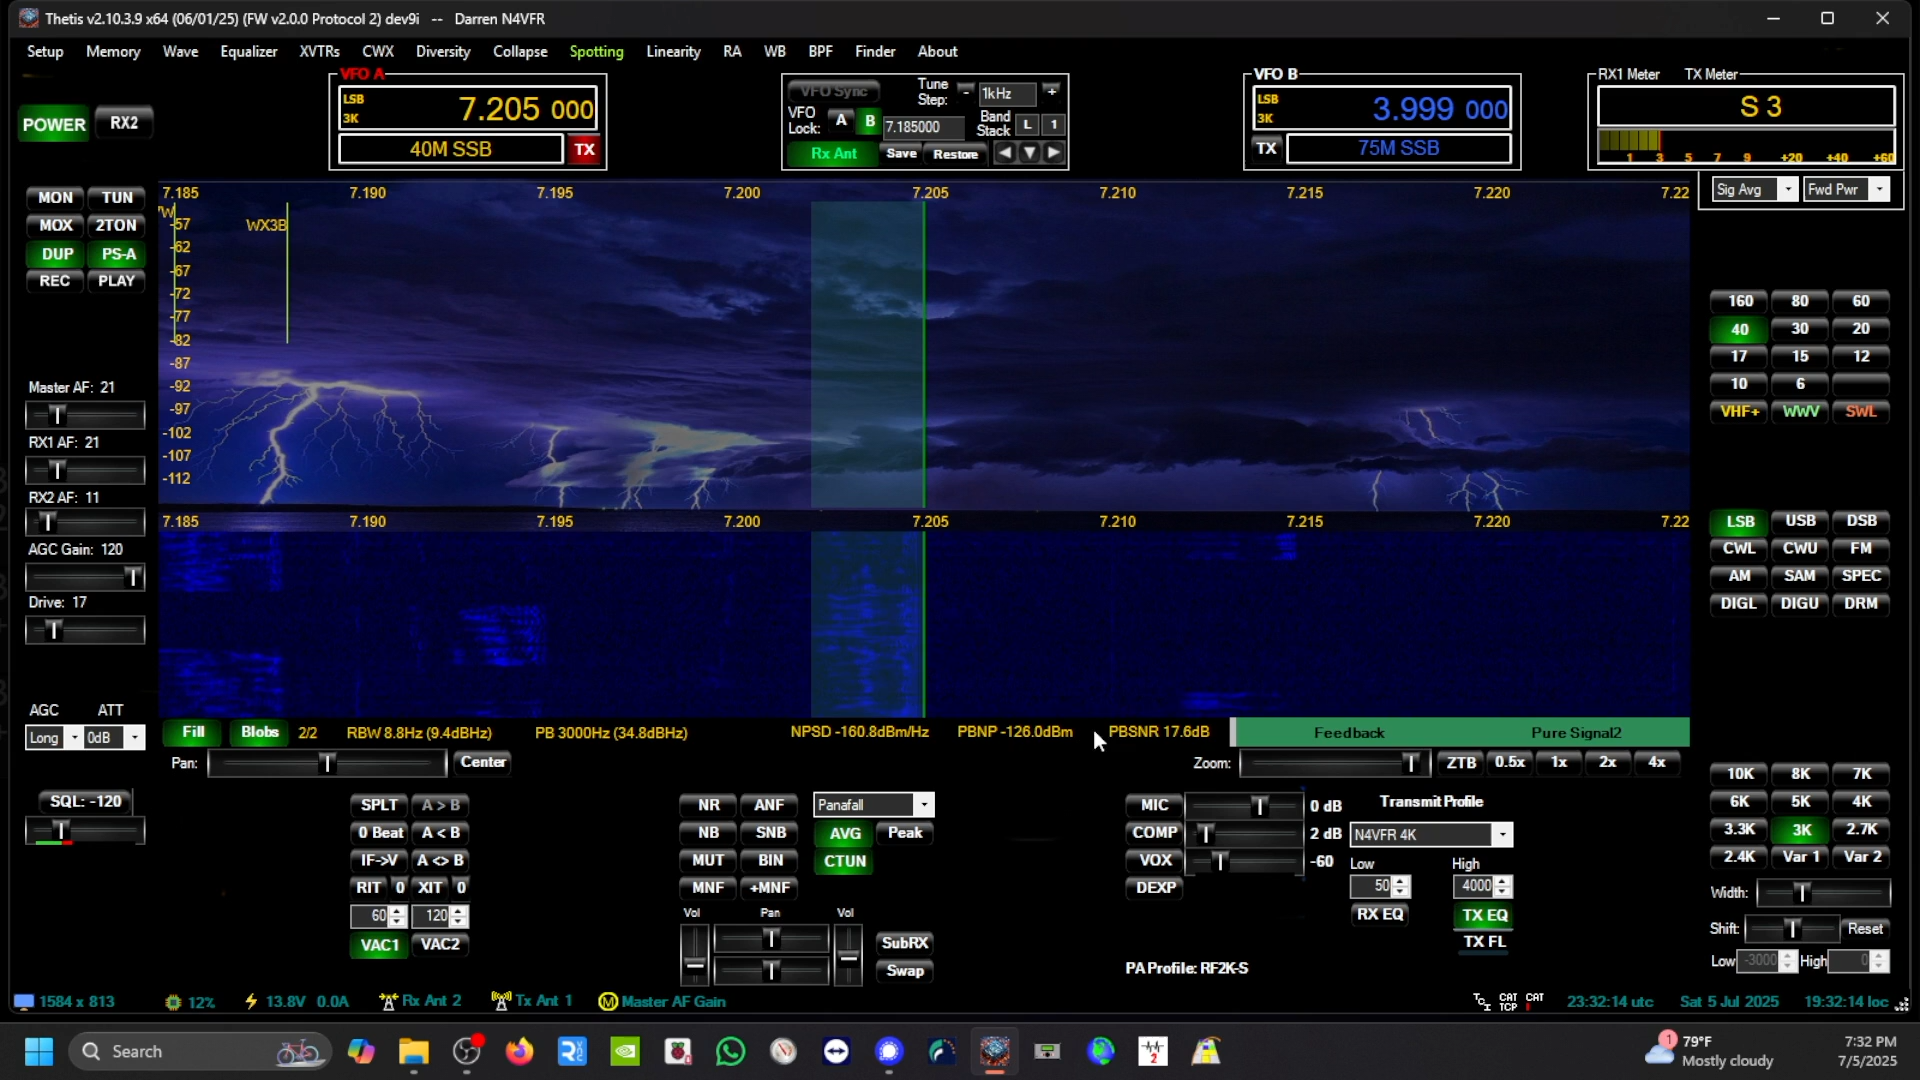 Thetis v2.10.3.9 x64 (06/01/25) (FW v2.0.0 Protocol 2) dev9i   --   Darren N4VFR
Setup Memory Wave Equalizer XVTRs CWX Diversity Collapse Spotting Linearity RA WB BPF Finder About
POWER RX2
VFO A
LSB
3K
7.205 000
40M SSB TX
VFO Sync
Tune Step: - 1kHz +
VFO Lock: A B 7.185000
Band Stack L 1
Rx Ant Save Restore
VFO B
LSB
3K
3.999 000
TX 75M SSB
RX1 Meter TX Meter
S 3
1 3 5 7 9 +20 +40 +60
Sig Avg Fwd Pwr
MON TUN
MOX 2TON
DUP PS-A
REC PLAY
Master AF: 21
RX1 AF: 21
RX2 AF: 11
AGC Gain: 120
Drive: 17
AGC ATT
Long 0dB
SQL: -120
7.185 7.190 7.195 7.200 7.205 7.210 7.215 7.220 7.22
WX3B
-57
-62
-67
-72
-77
-82
-87
-92
-97
-102
-107
-112
7.185 7.190 7.195 7.200 7.205 7.210 7.215 7.220 7.22
Fill Blobs 2/2 RBW 8.8Hz (9.4dBHz) PB 3000Hz (34.8dBHz) NPSD -160.8dBm/Hz PBNP -126.0dBm PBSNR 17.6dB Feedback Pure Signal2
Pan: Center Zoom: ZTB 0.5x 1x 2x 4x
SPLT A > B
0 Beat A < B
IF->V A <> B
RIT 0 XIT 0
60 120
VAC1 VAC2
NR ANF Panafall
NB SNB AVG Peak
MUT BIN CTUN
MNF +MNF
Vol Pan Vol
SubRX
Swap
MIC 0 dB
COMP 2 dB
VOX -60
DEXP
Transmit Profile
N4VFR 4K
Low High
50 4000
RX EQ TX EQ
TX FL
PA Profile: RF2K-S
160 80 60
40 30 20
17 15 12
10 6
VHF+ WWV SWL
LSB USB DSB
CWL CWU FM
AM SAM SPEC
DIGL DIGU DRM
10K 8K 7K
6K 5K 4K
3.3K 3K 2.7K
2.4K Var 1 Var 2
Width:
Shift: Reset
Low -3000 High 0
1584 x 813 12% 13.8V 0.0A Rx Ant 2 Tx Ant 1 M Master AF Gain
TCI CAT TCP CAT 23:32:14 utc Sat 5 Jul 2025 19:32:14 loc
Search
1 79°F
Mostly cloudy
7:32 PM
7/5/2025